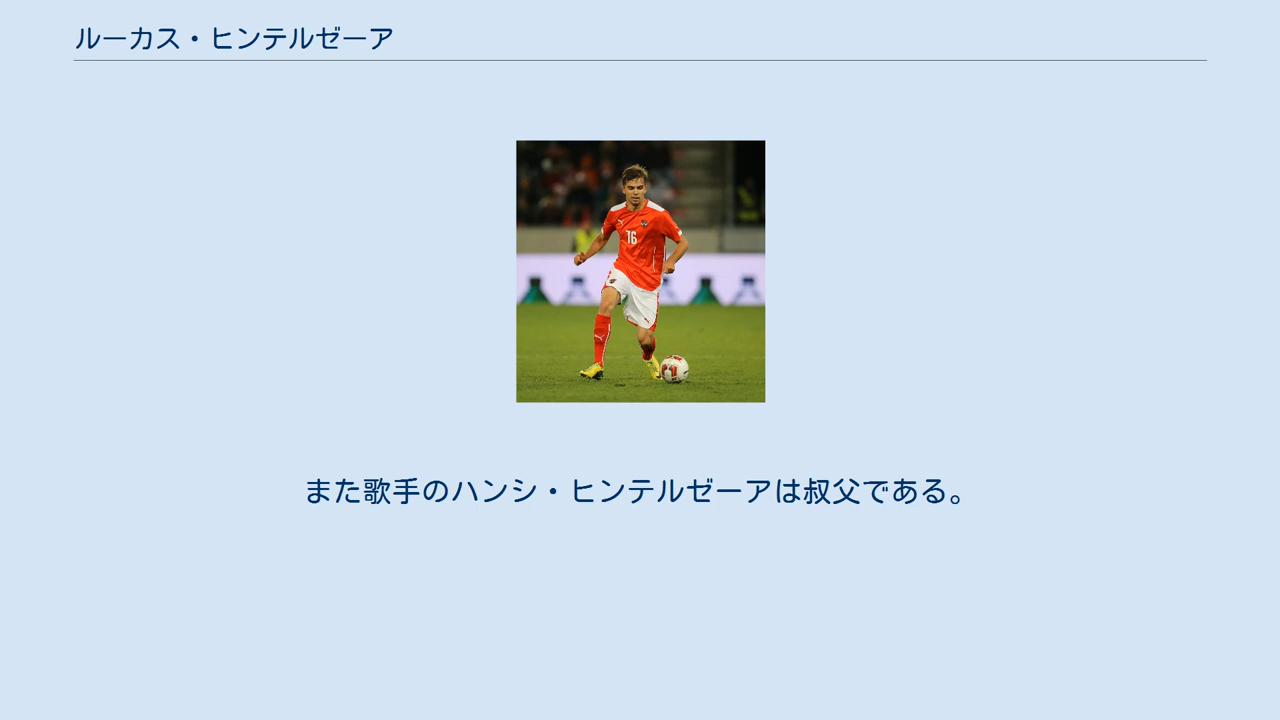 ルーカス・ヒンテルゼーア
16
また歌手のハンシ・ヒンテルゼーアは叔父である。